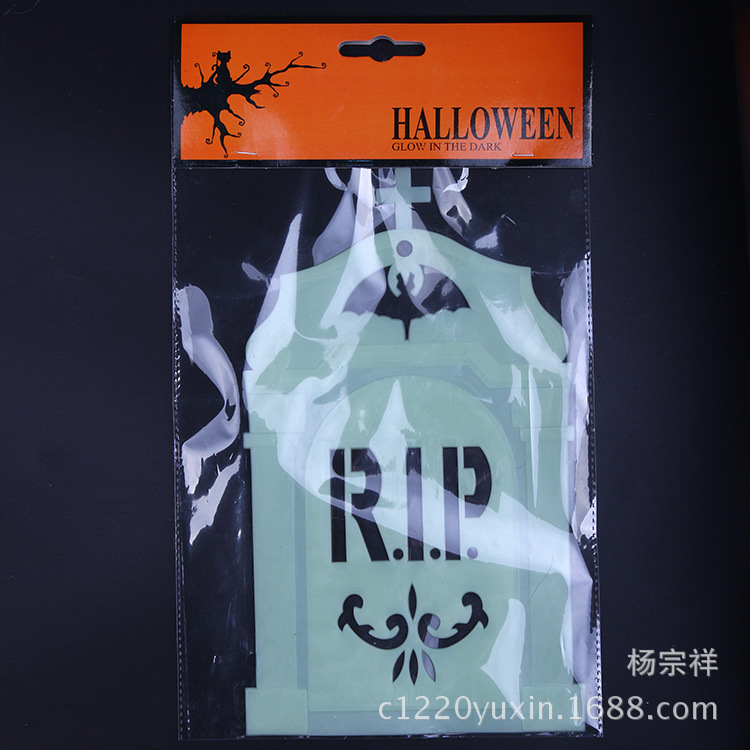 HALLOWEEN
GLOW IN THE DARK
R.I.P.
杨宗祥
c1220yuxin.1688.com